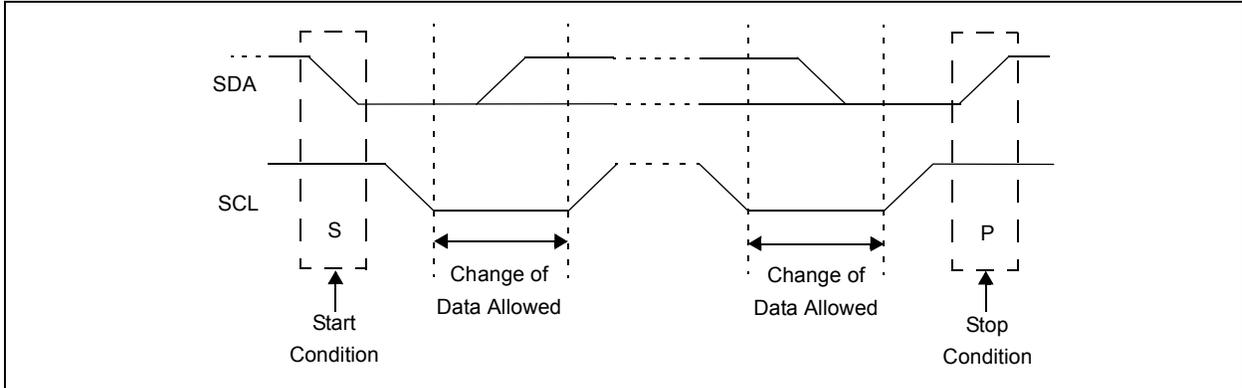 SDA
SCL
S
P
Change of
Data Allowed
Change of
Data Allowed
Start
Condition
Stop
Condition